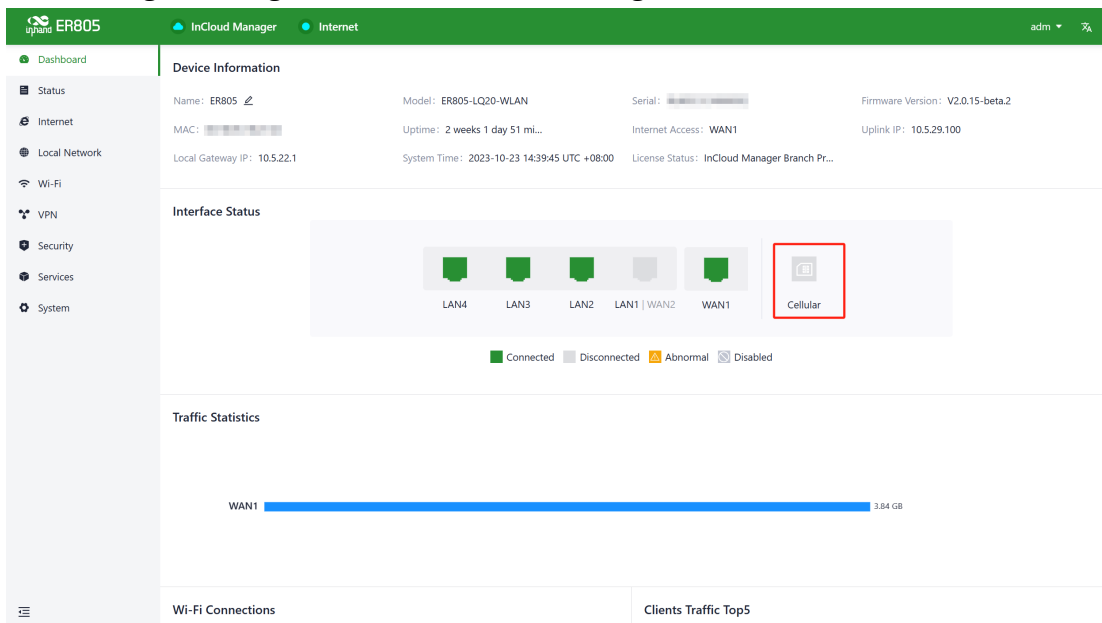 inhand ER805 InCloud Manager Internet adm
Dashboard
Status
Internet
Local Network
Wi-Fi
VPN
Security
Services
System
Device Information
Name: ER805 Model: ER805-LQ20-WLAN Serial: Firmware Version: V2.0.15-beta.2
MAC: Uptime: 2 weeks 1 day 51 mi... Internet Access: WAN1 Uplink IP: 10.5.29.100
Local Gateway IP: 10.5.22.1 System Time: 2023-10-23 14:39:45 UTC +08:00 License Status: InCloud Manager Branch Pr...
Interface Status
LAN4 LAN3 LAN2 LAN1 | WAN2 WAN1 Cellular
Connected Disconnected Abnormal Disabled
Traffic Statistics
WAN1 3.84 GB
Wi-Fi Connections Clients Traffic Top5